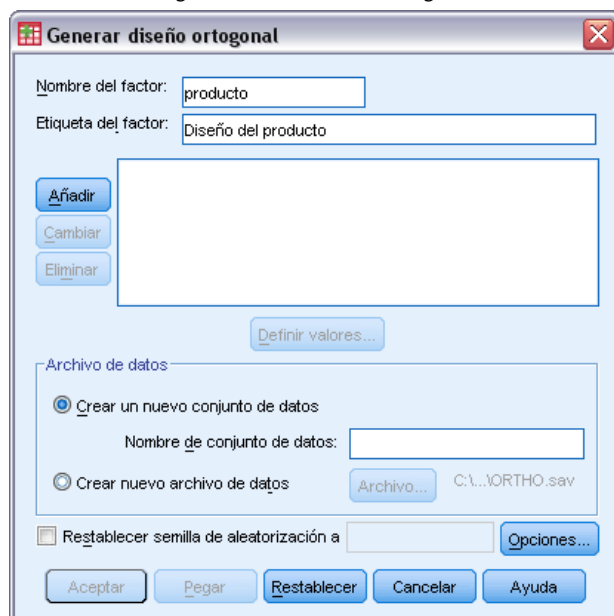 Generar diseño ortogonal
Nombre del factor: producto
Etiqueta del factor: Diseño del producto
Añadir
Cambiar
Eliminar
Definir valores...
Archivo de datos
Crear un nuevo conjunto de datos
Nombre de conjunto de datos:
Crear nuevo archivo de datos Archivo... C:\...\ORTHO.sav
Restablecer semilla de aleatorización a Opciones...
Aceptar Pegar Restablecer Cancelar Ayuda